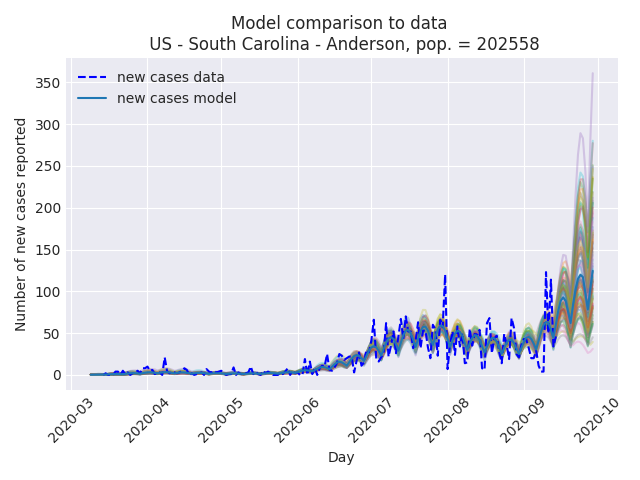 Model comparison to data
US - South Carolina - Anderson, pop. = 202558
new cases data
new cases model
Number of new cases reported
350
300
250
200
150
100
50
0
2020-03
2020-04
2020-05
2020-06
2020-07
2020-08
2020-09
2020-10
Day